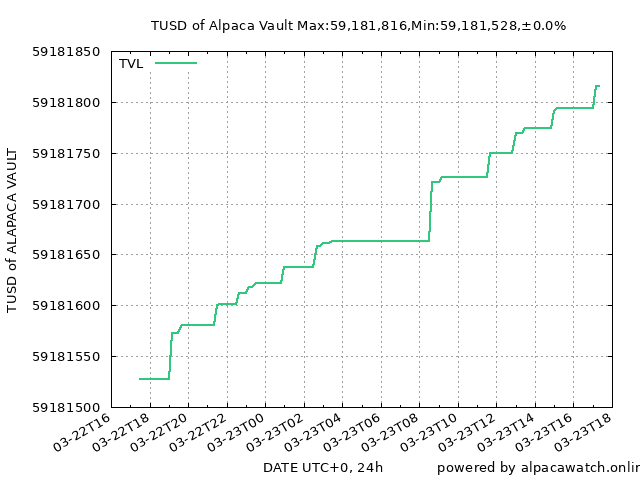 TUSD of Alpaca Vault Max:59,181,816,Min:59,181,528,±0.0%
TVL
59181850
59181800
59181750
59181700
59181650
59181600
59181550
59181500
TUSD of ALAPACA VAULT
03-22T16
03-22T18
03-22T20
03-22T22
03-23T00
03-23T02
03-23T04
03-23T06
03-23T08
03-23T10
03-23T12
03-23T14
03-23T16
03-23T18
DATE UTC+0, 24h
powered by alpacawatch.onlin